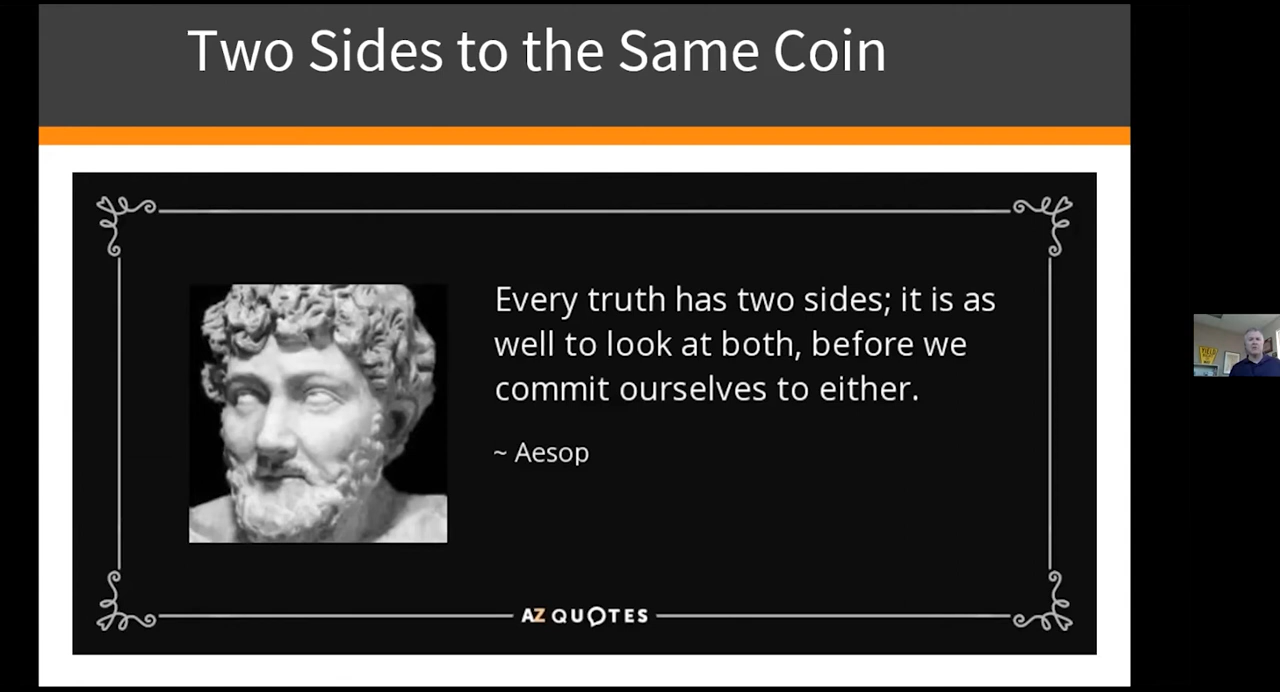 Two Sides to the Same Coin
Every truth has two sides; it is as
well to look at both, before we
commit ourselves to either.
~ Aesop
AZ QUOTES